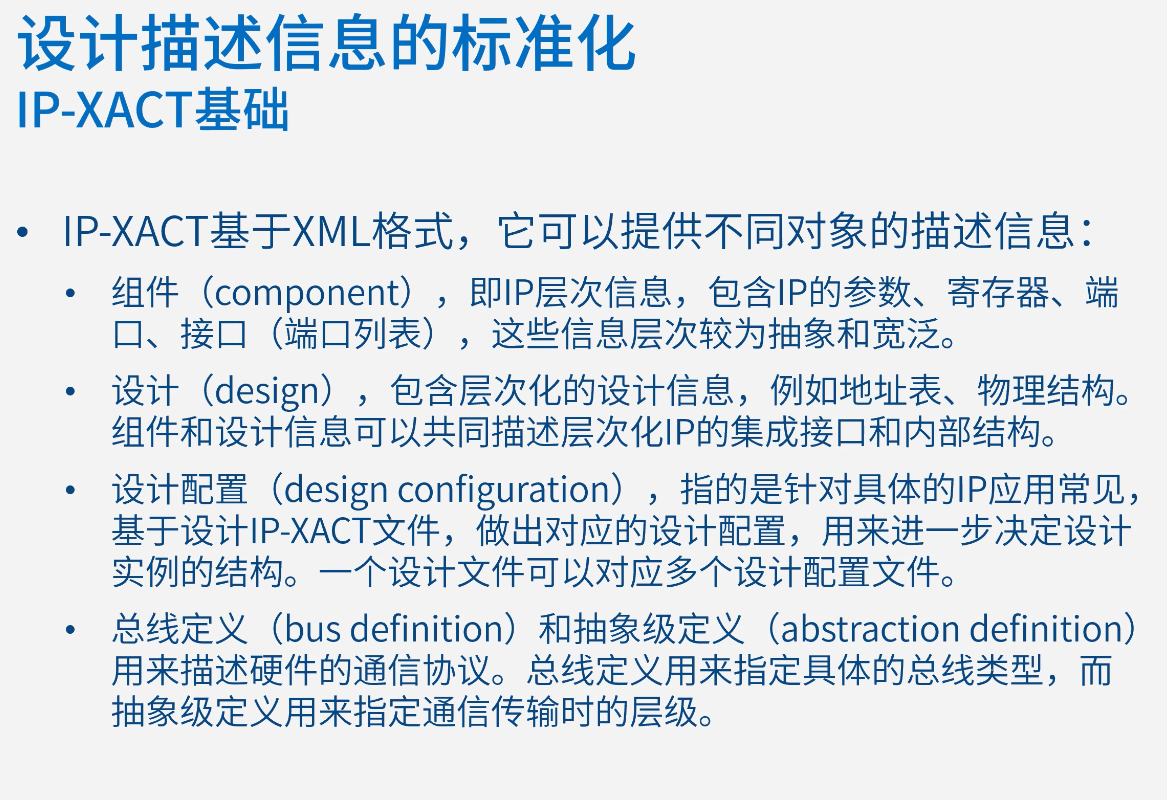 设计描述信息的标准化
IP-XACT基础
• IP-XACT基于XML格式，它可以提供不同对象的描述信息：
• 组件（component），即IP层次信息，包含IP的参数、寄存器、端
口、接口（端口列表），这些信息层次较为抽象和宽泛。
• 设计（design），包含层次化的设计信息，例如地址表、物理结构。
组件和设计信息可以共同描述层次化IP的集成接口和内部结构。
• 设计配置（design configuration），指的是针对具体的IP应用常见，
基于设计IP-XACT文件，做出对应的设计配置，用来进一步决定设计
实例的结构。一个设计文件可以对应多个设计配置文件。
• 总线定义（bus definition）和抽象级定义（abstraction definition）
用来描述硬件的通信协议。总线定义用来指定具体的总线类型，而
抽象级定义用来指定通信传输时的层级。